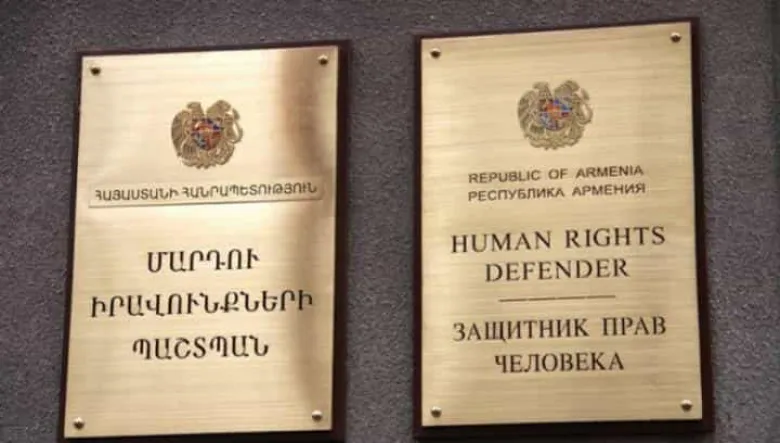 ՀԱՅԱՍՏԱՆԻ ՀԱՆՐԱՊԵՏՈՒԹՅՈՒՆ
ՄԱՐԴՈՒ
ԻՐԱՎՈՒՆՔՆԵՐԻ
ՊԱՇՏՊԱՆ
REPUBLIC OF ARMENIA
РЕСПУБЛИКА АРМЕНИЯ
HUMAN RIGHTS
DEFENDER
ЗАЩИТНИК ПРАВ
ЧЕЛОВЕКА